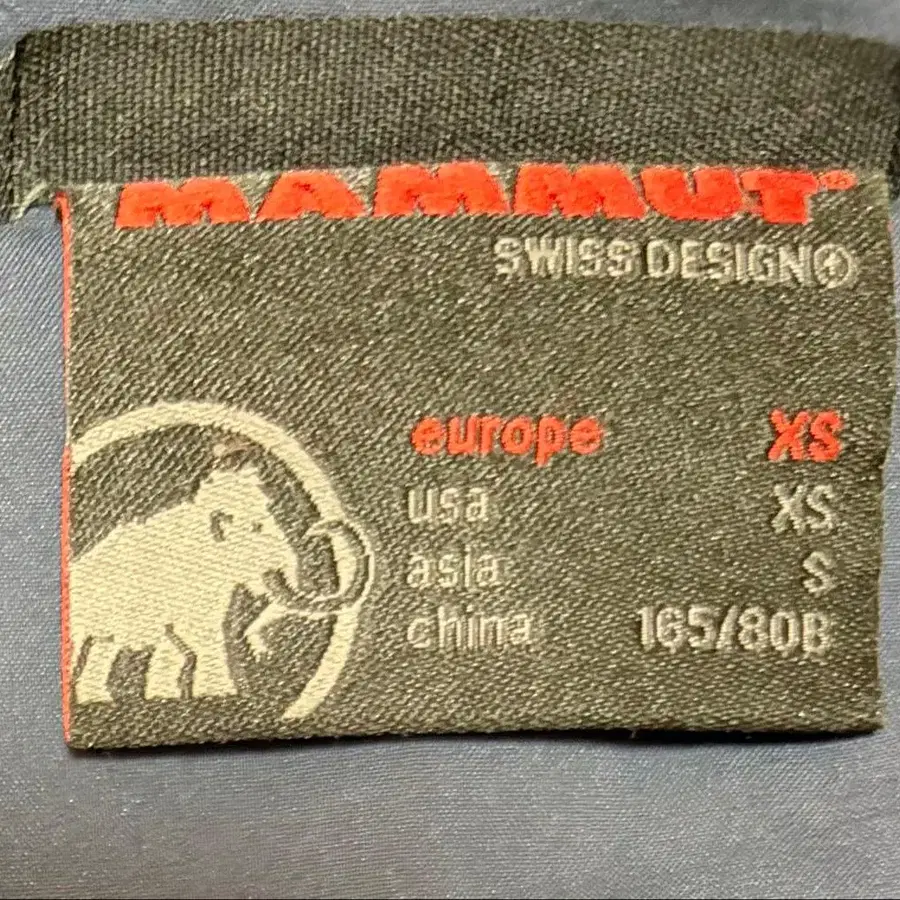 MAMMUT®
SWISS DESIGN
europe XS
usa XS
asia S
china 165/80B